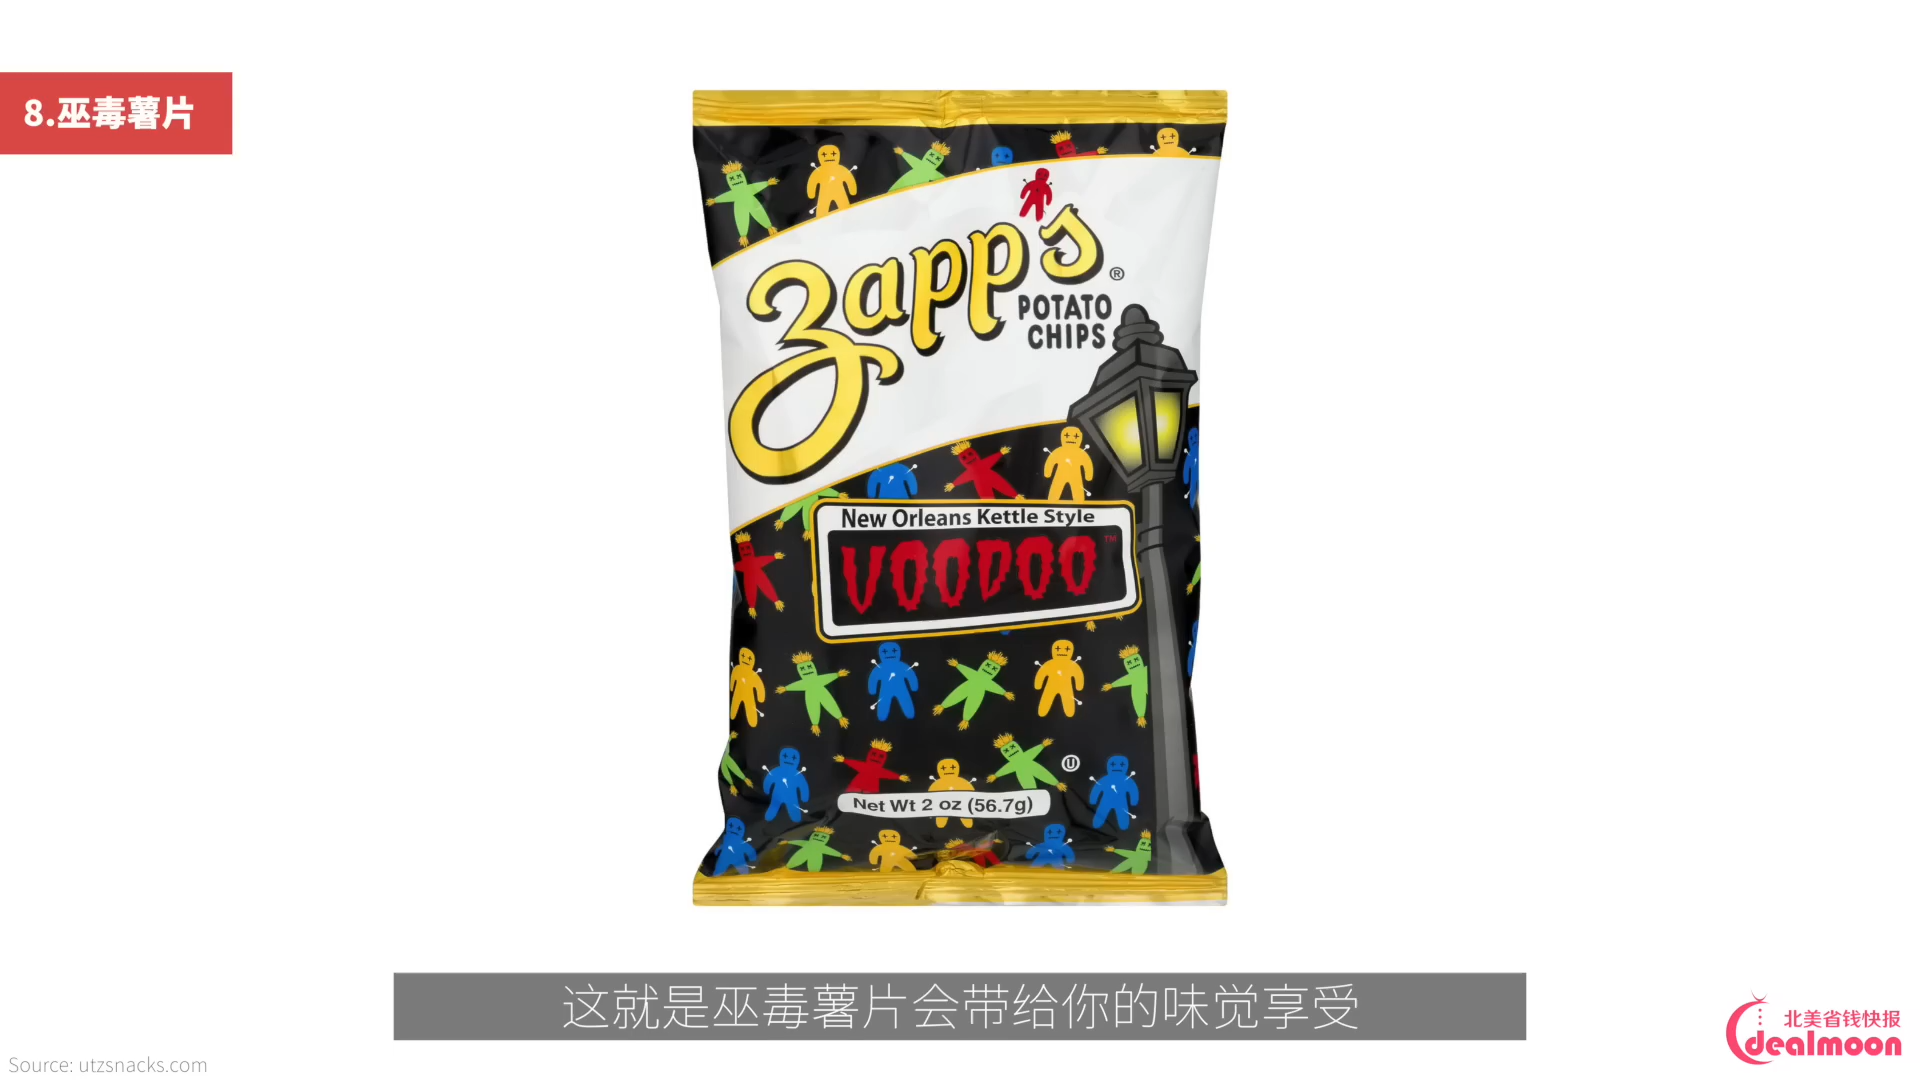 8.巫毒薯片
Zapp's ®
POTATO
CHIPS
New Orleans Kettle Style
VOODOO ™
U
Net Wt 2 oz (56.7g)
这就是巫毒薯片会带给你的味觉享受
Source: utzsnacks.com
北美省钱快报
dealmoon